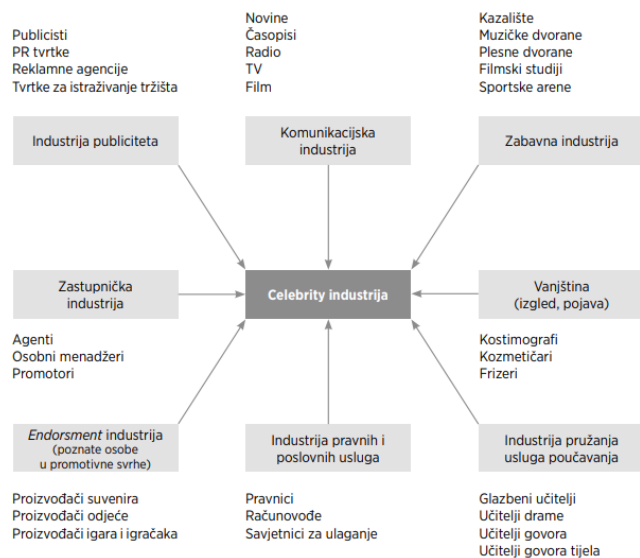 Publicisti
PR tvrtke
Reklamne agencije
Tvrtke za istraživanje tržišta
Novine
Časopisi
Radio
TV
Film
Kazalište
Muzičke dvorane
Plesne dvorane
Filmski studiji
Sportske arene
Industrija publiciteta
Komunikacijska
industrija
Zabavna industrija
Zastupnička
industrija
Celebrity industrija
Vanjština
(izgled, pojava)
Agenti
Osobni menadžeri
Promotori
Kostimografi
Kozmetičari
Frizeri
Endorsment industrija
(poznate osobe
u promotivne svrhe)
Industrija pravnih i
poslovnih usluga
Industrija pružanja
usluga poučavanja
Proizvođači suvenira
Proizvođači odjeće
Proizvođači igara i igračaka
Pravnici
Računovođe
Savjetnici za ulaganje
Glazbeni učitelji
Učitelji drame
Učitelji govora
Učitelji govora tijela